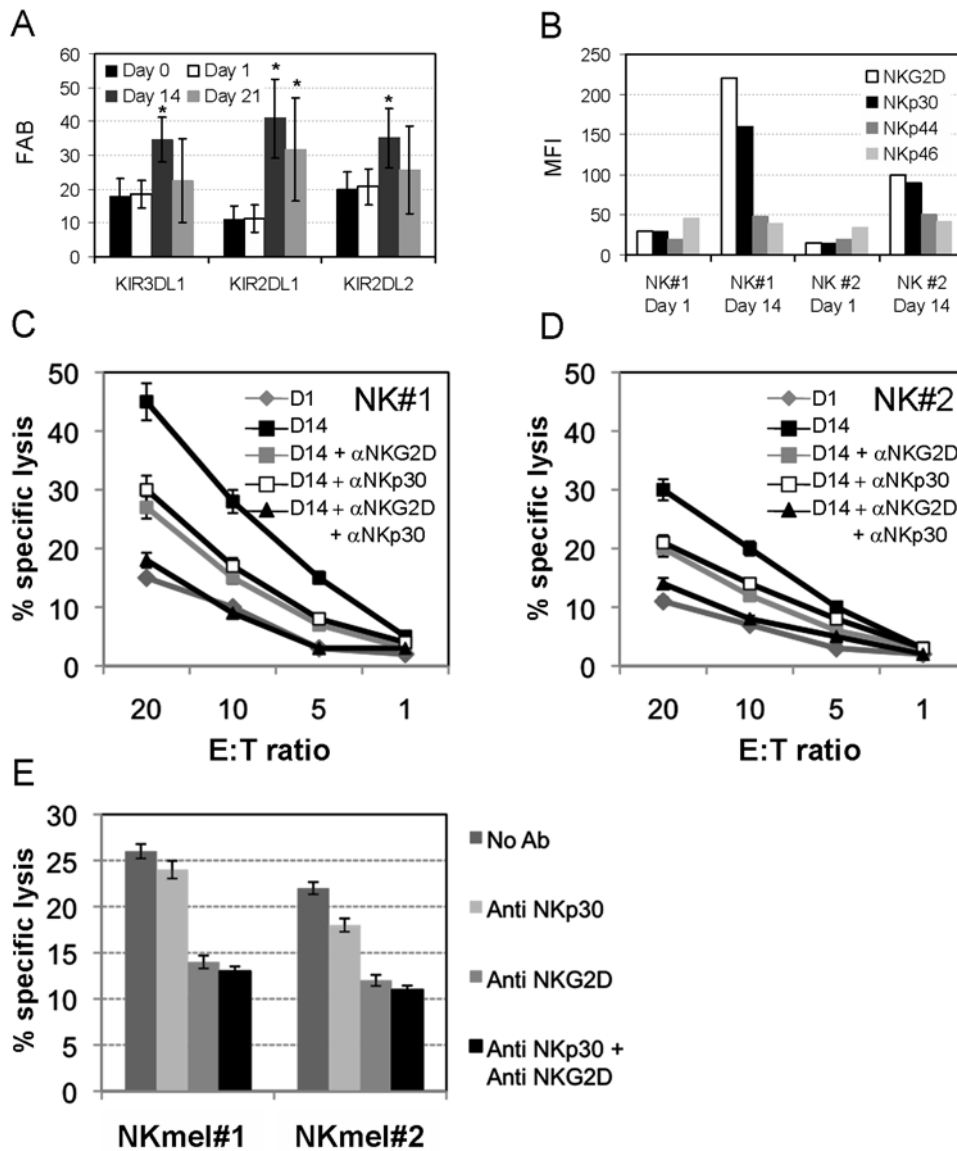 A
60
50
40
30
20
10
0
FAB
Day 0 Day 1
Day 14 Day 21
*
*
*
*
KIR3DL1 KIR2DL1 KIR2DL2
B
250
200
150
100
50
0
MFI
NKG2D
NKp30
NKp44
NKp46
NK#1 NK#1 NK #2 NK #2
Day 1 Day 14 Day 1 Day 14
C
50
40
30
20
10
0
% specific lysis
NK#1
D1
D14
D14 + αNKG2D
D14 + αNKp30
D14 + αNKG2D
+ αNKp30
20 10 5 1
E:T ratio
D
50
40
30
20
10
0
% specific lysis
NK#2
D1
D14
D14 + αNKG2D
D14 + αNKp30
D14 + αNKG2D
+ αNKp30
20 10 5 1
E:T ratio
E
30
25
20
15
10
5
0
% specific lysis
NKmel#1 NKmel#2
No Ab
Anti NKp30
Anti NKG2D
Anti NKp30 +
Anti NKG2D